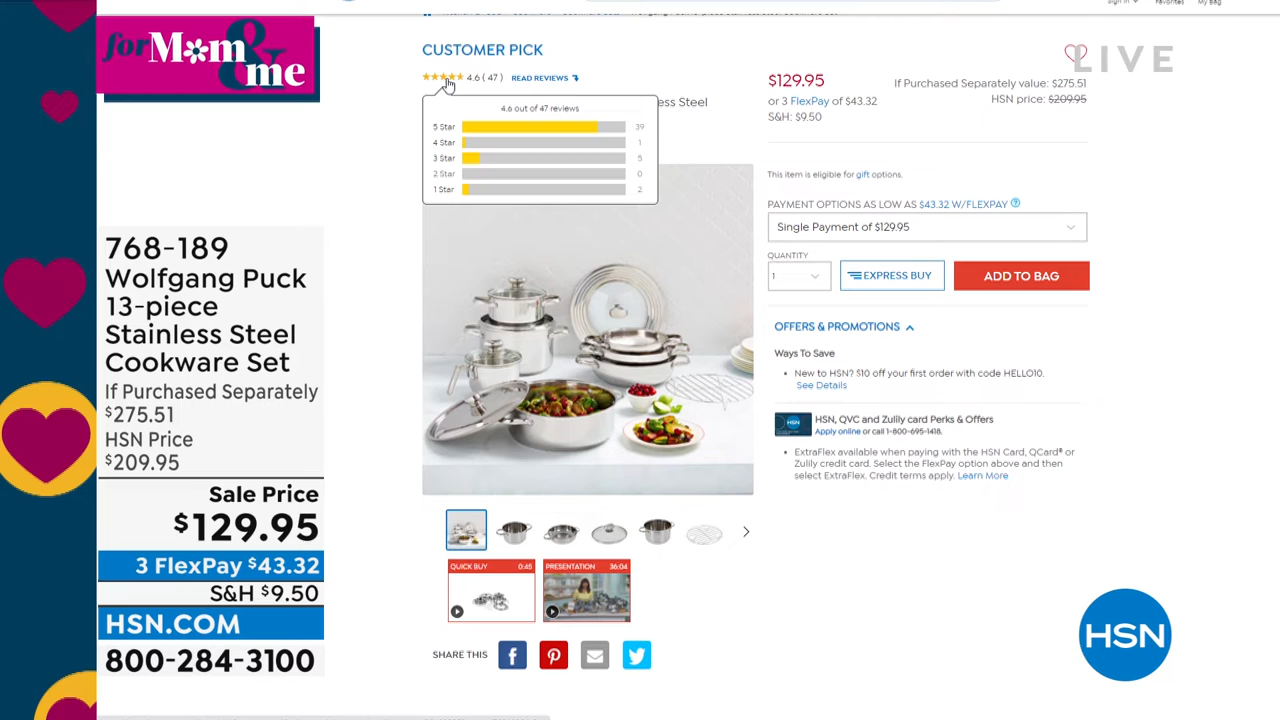 for Mom
& me
768-189
Wolfgang Puck
13-piece
Stainless Steel
Cookware Set
If Purchased Separately
$275.51
HSN Price
$209.95
Sale Price
$129.95
3 FlexPay $43.32
S&H $9.50
HSN.COM
800-284-3100
Sign In
Favorites
My Bag
CUSTOMER PICK
4.6 ( 47 ) READ REVIEWS
Steel
4.6 out of 47 reviews
5 Star 39
4 Star 1
3 Star 5
2 Star 0
1 Star 2
QUICK BUY 0:45
PRESENTATION 36:04
SHARE THIS
LIVE
$129.95
or 3 FlexPay of $43.32
S&H: $9.50
If Purchased Separately value: $275.51
HSN price: $209.95
This item is eligible for gift options.
PAYMENT OPTIONS AS LOW AS $43.32 W/FLEXPAY
Single Payment of $129.95
QUANTITY
1
EXPRESS BUY
ADD TO BAG
OFFERS & PROMOTIONS
Ways To Save
New to HSN? $10 off your first order with code HELLO10.
See Details
HSN
HSN, QVC and Zulily card Perks & Offers
Apply online or call 1-800-695-1418.
ExtraFlex available when paying with the HSN Card, QCard® or
Zulily credit card. Select the FlexPay option above and then
select ExtraFlex. Credit terms apply. Learn More
HSN